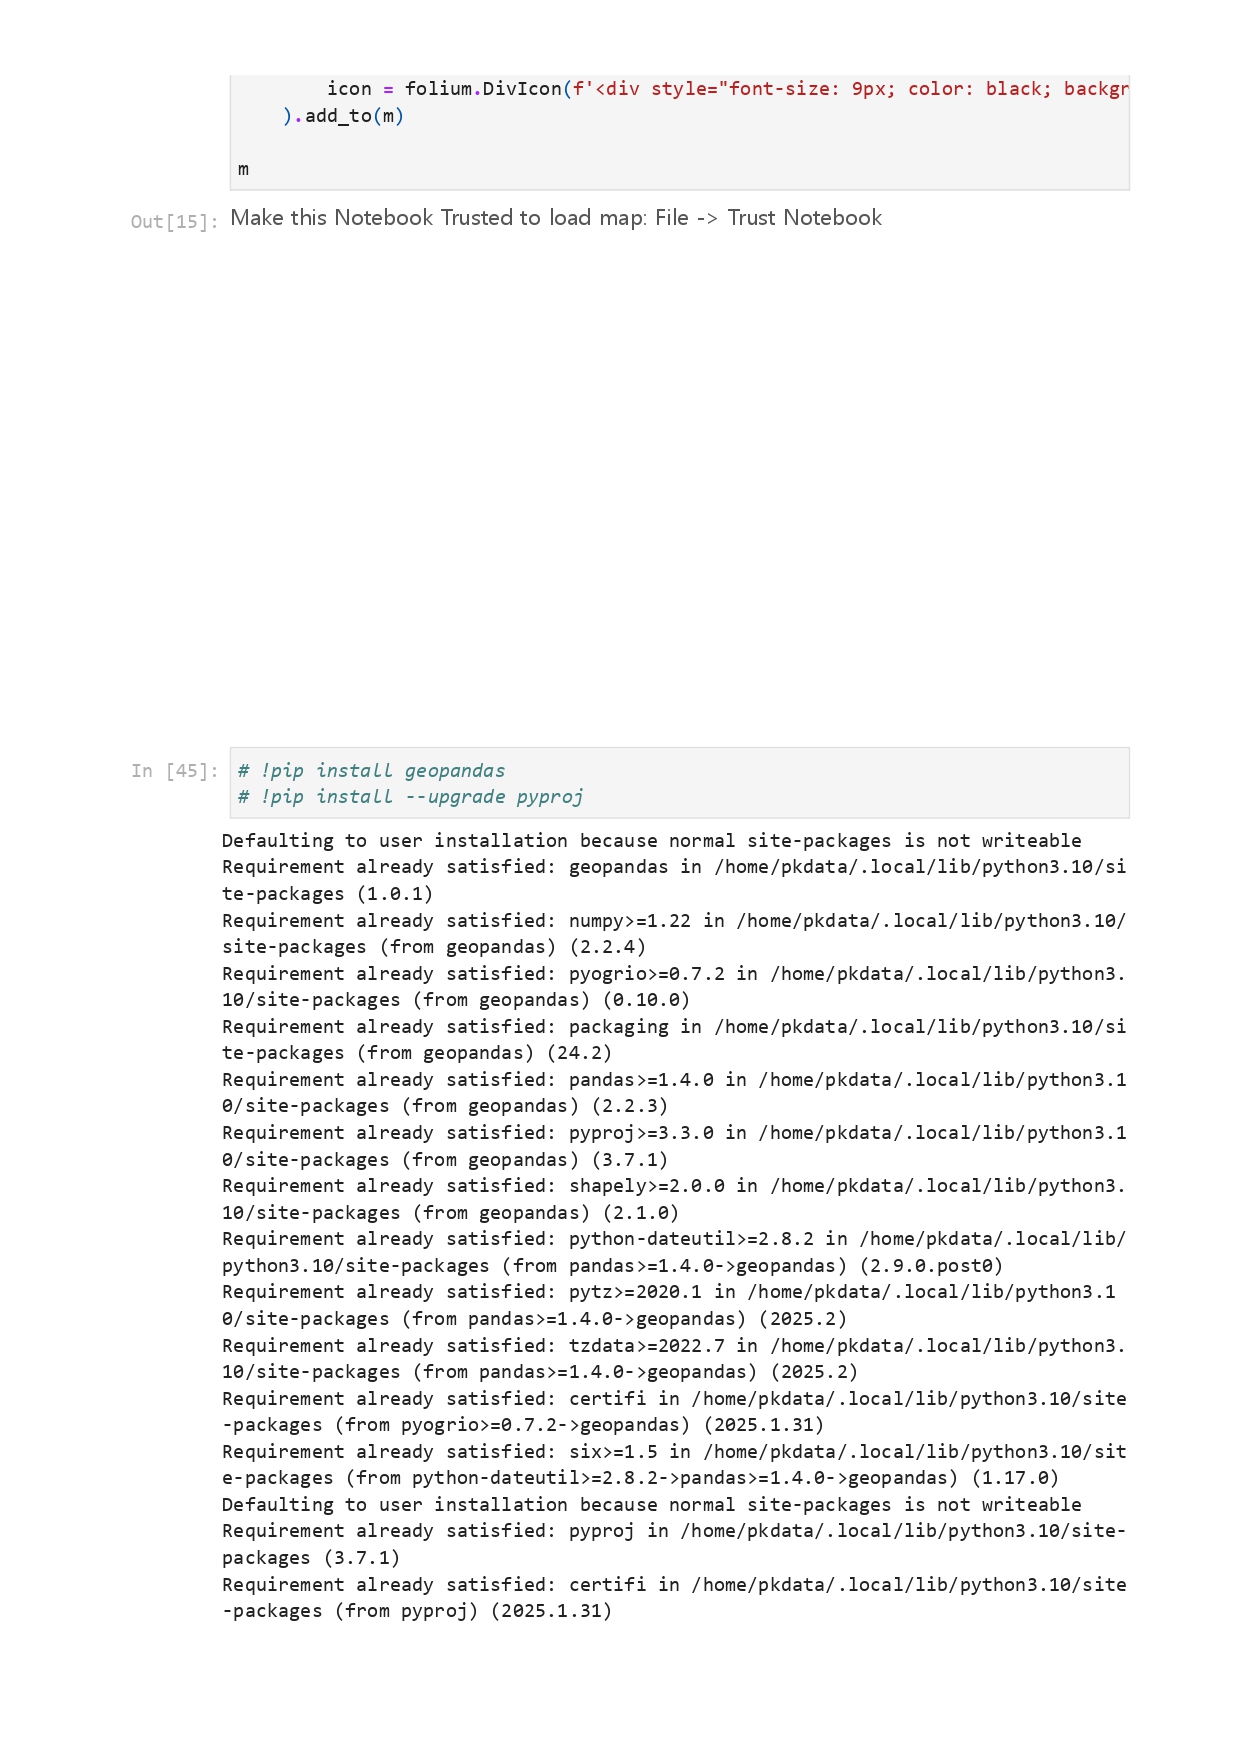 icon = folium.DivIcon(f'<div style="font-size: 9px; color: black; backgr
    ).add_to(m)
m
Out[15]: Make this Notebook Trusted to load map: File -> Trust Notebook
In [45]: # !pip install geopandas
# !pip install --upgrade pyproj
Defaulting to user installation because normal site-packages is not writeable
Requirement already satisfied: geopandas in /home/pkdata/.local/lib/python3.10/si
te-packages (1.0.1)
Requirement already satisfied: numpy>=1.22 in /home/pkdata/.local/lib/python3.10/
site-packages (from geopandas) (2.2.4)
Requirement already satisfied: pyogrio>=0.7.2 in /home/pkdata/.local/lib/python3.
10/site-packages (from geopandas) (0.10.0)
Requirement already satisfied: packaging in /home/pkdata/.local/lib/python3.10/si
te-packages (from geopandas) (24.2)
Requirement already satisfied: pandas>=1.4.0 in /home/pkdata/.local/lib/python3.1
0/site-packages (from geopandas) (2.2.3)
Requirement already satisfied: pyproj>=3.3.0 in /home/pkdata/.local/lib/python3.1
0/site-packages (from geopandas) (3.7.1)
Requirement already satisfied: shapely>=2.0.0 in /home/pkdata/.local/lib/python3.
10/site-packages (from geopandas) (2.1.0)
Requirement already satisfied: python-dateutil>=2.8.2 in /home/pkdata/.local/lib/
python3.10/site-packages (from pandas>=1.4.0->geopandas) (2.9.0.post0)
Requirement already satisfied: pytz>=2020.1 in /home/pkdata/.local/lib/python3.1
0/site-packages (from pandas>=1.4.0->geopandas) (2025.2)
Requirement already satisfied: tzdata>=2022.7 in /home/pkdata/.local/lib/python3.
10/site-packages (from pandas>=1.4.0->geopandas) (2025.2)
Requirement already satisfied: certifi in /home/pkdata/.local/lib/python3.10/site
-packages (from pyogrio>=0.7.2->geopandas) (2025.1.31)
Requirement already satisfied: six>=1.5 in /home/pkdata/.local/lib/python3.10/sit
e-packages (from python-dateutil>=2.8.2->pandas>=1.4.0->geopandas) (1.17.0)
Defaulting to user installation because normal site-packages is not writeable
Requirement already satisfied: pyproj in /home/pkdata/.local/lib/python3.10/site-
packages (3.7.1)
Requirement already satisfied: certifi in /home/pkdata/.local/lib/python3.10/site
-packages (from pyproj) (2025.1.31)